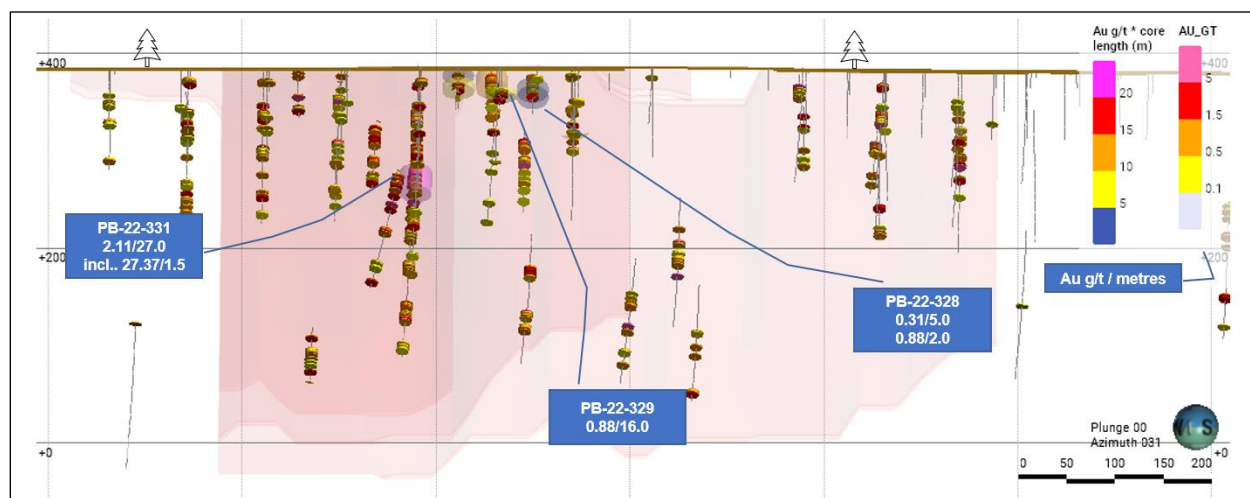 +400
Au g/t * core
length (m)
20
15
10
5
AU_GT
+400
5
1.5
0.5
0.1
PB-22-331
2.11/27.0
incl.. 27.37/1.5
+200
+200
Au g/t / metres
PB-22-328
0.31/5.0
0.88/2.0
PB-22-329
0.88/16.0
Plunge 00
Azimuth 031
S
+0
+0
0 50 100 150 200